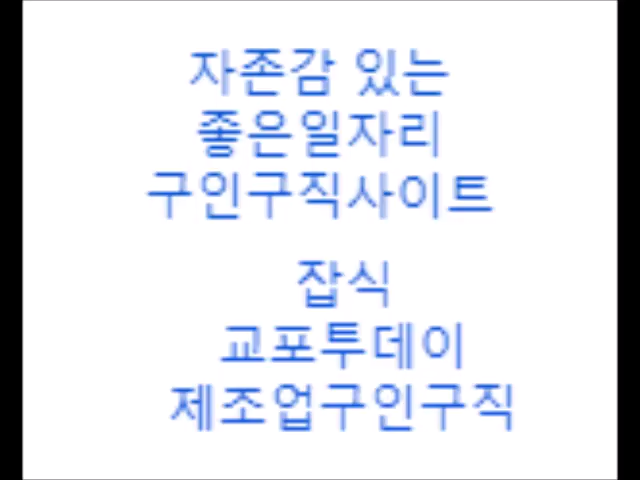 자존감 있는
좋은일자리
구인구직사이트
잡식
교포투데이
제조업구인구직